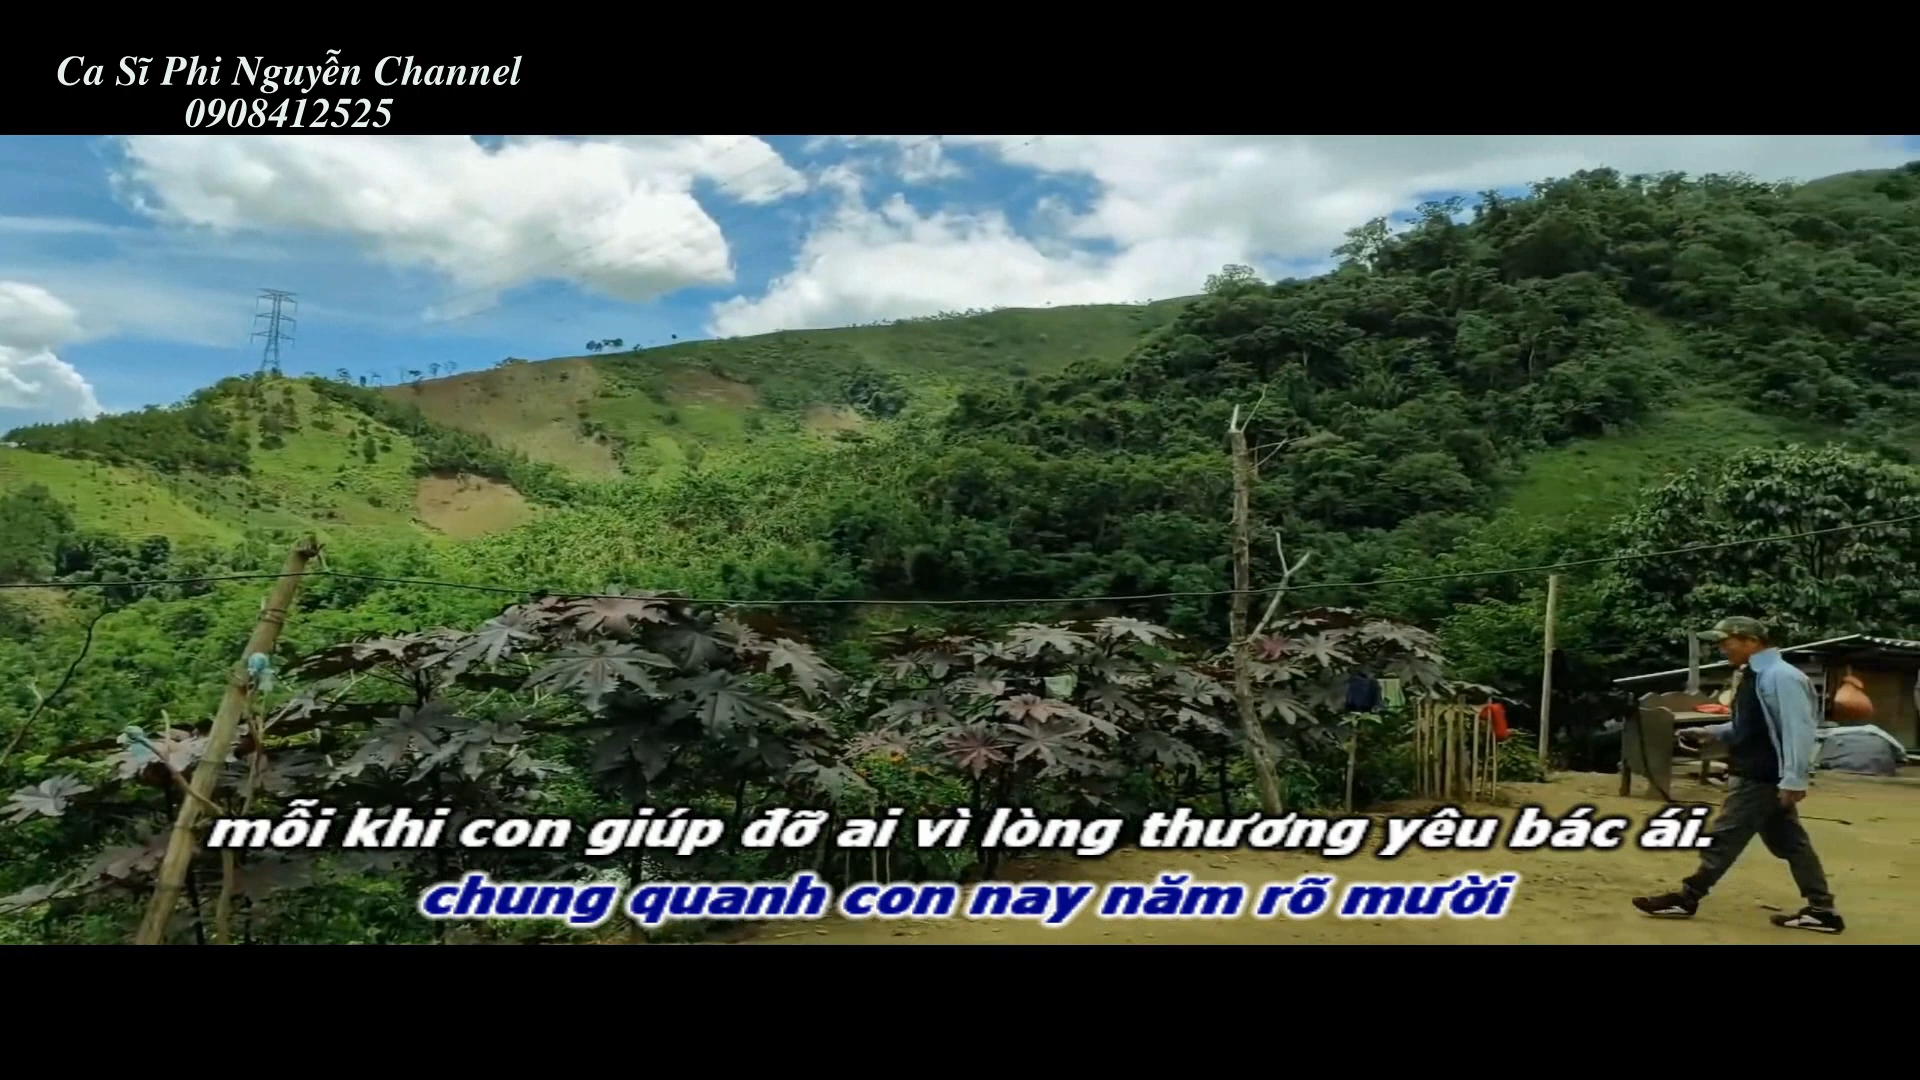 Ca Sĩ Phi Nguyễn Channel
0908412525
mỗi khi con giúp đỡ ai vì lòng thương yêu bác ái.
chung quanh con nay năm rõ mười